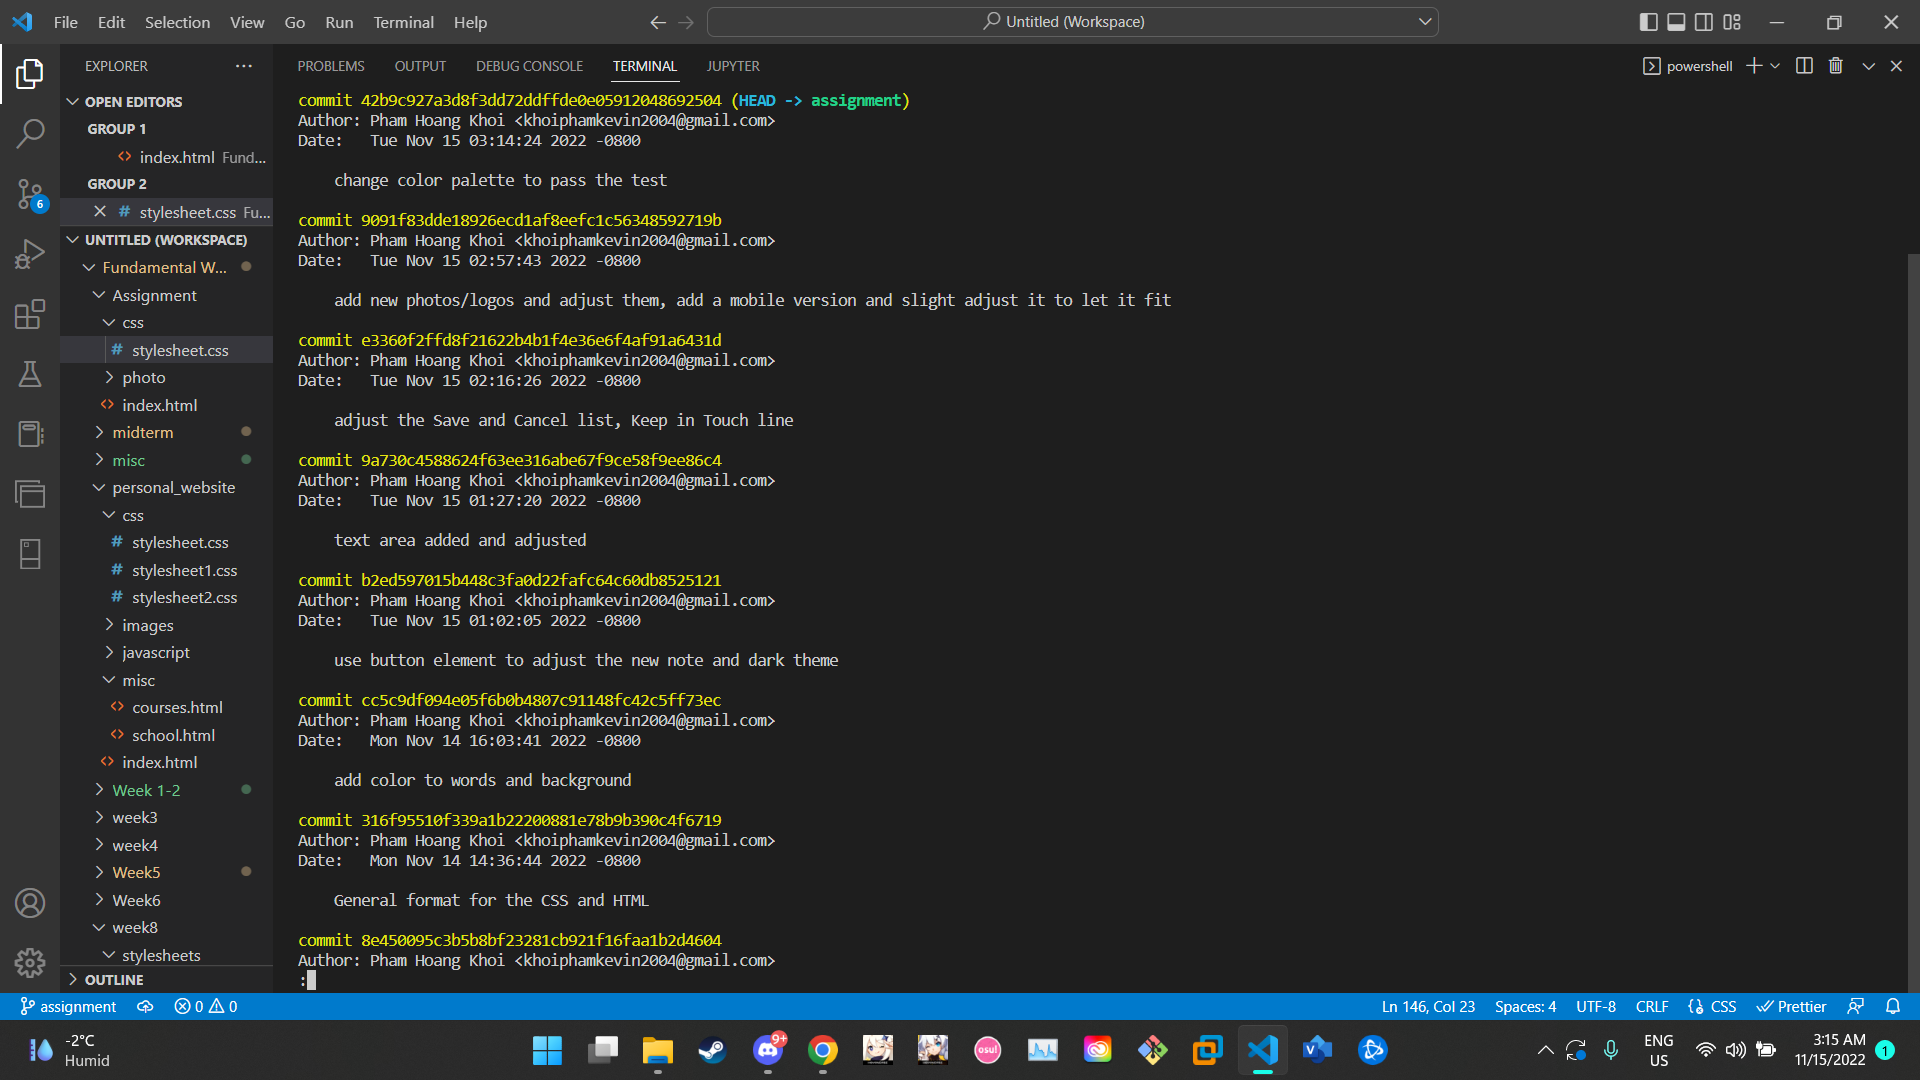 File Edit Selection View Go Run Terminal Help
Untitled (Workspace)
EXPLORER
OPEN EDITORS
GROUP 1
index.html Fund...
GROUP 2
stylesheet.css Fu...
UNTITLED (WORKSPACE)
Fundamental W...
Assignment
css
stylesheet.css
photo
index.html
midterm
misc
personal_website
css
stylesheet.css
stylesheet1.css
stylesheet2.css
images
javascript
misc
courses.html
school.html
index.html
Week 1-2
week3
week4
Week5
Week6
week8
stylesheets
OUTLINE
6
PROBLEMS OUTPUT DEBUG CONSOLE TERMINAL JUPYTER
powershell
commit 42b9c927a3d8f3dd72ddffde0e05912048692504 (HEAD -> assignment)
Author: Pham Hoang Khoi <khoiphamkevin2004@gmail.com>
Date:   Tue Nov 15 03:14:24 2022 -0800
change color palette to pass the test
commit 9091f83dde18926ecd1af8eefc1c56348592719b
Author: Pham Hoang Khoi <khoiphamkevin2004@gmail.com>
Date:   Tue Nov 15 02:57:43 2022 -0800
add new photos/logos and adjust them, add a mobile version and slight adjust it to let it fit
commit e3360f2ffd8f21622b4b1f4e36e6f4af91a6431d
Author: Pham Hoang Khoi <khoiphamkevin2004@gmail.com>
Date:   Tue Nov 15 02:16:26 2022 -0800
adjust the Save and Cancel list, Keep in Touch line
commit 9a730c4588624f63ee316abe67f9ce58f9ee86c4
Author: Pham Hoang Khoi <khoiphamkevin2004@gmail.com>
Date:   Tue Nov 15 01:27:20 2022 -0800
text area added and adjusted
commit b2ed597015b448c3fa0d22fafc64c60db8525121
Author: Pham Hoang Khoi <khoiphamkevin2004@gmail.com>
Date:   Tue Nov 15 01:02:05 2022 -0800
use button element to adjust the new note and dark theme
commit cc5c9df094e05f6b0b4807c91148fc42c5ff73ec
Author: Pham Hoang Khoi <khoiphamkevin2004@gmail.com>
Date:   Mon Nov 14 16:03:41 2022 -0800
add color to words and background
commit 316f95510f339a1b22200881e78b9b390c4f6719
Author: Pham Hoang Khoi <khoiphamkevin2004@gmail.com>
Date:   Mon Nov 14 14:36:44 2022 -0800
General format for the CSS and HTML
commit 8e450095c3b5b8bf23281cb921f16faa1b2d4604
Author: Pham Hoang Khoi <khoiphamkevin2004@gmail.com>
:
assignment 0 0 Ln 146, Col 23 Spaces: 4 UTF-8 CRLF CSS Prettier
-2°C
Humid
9+
osu!
ENG
US
3:15 AM
11/15/2022
1